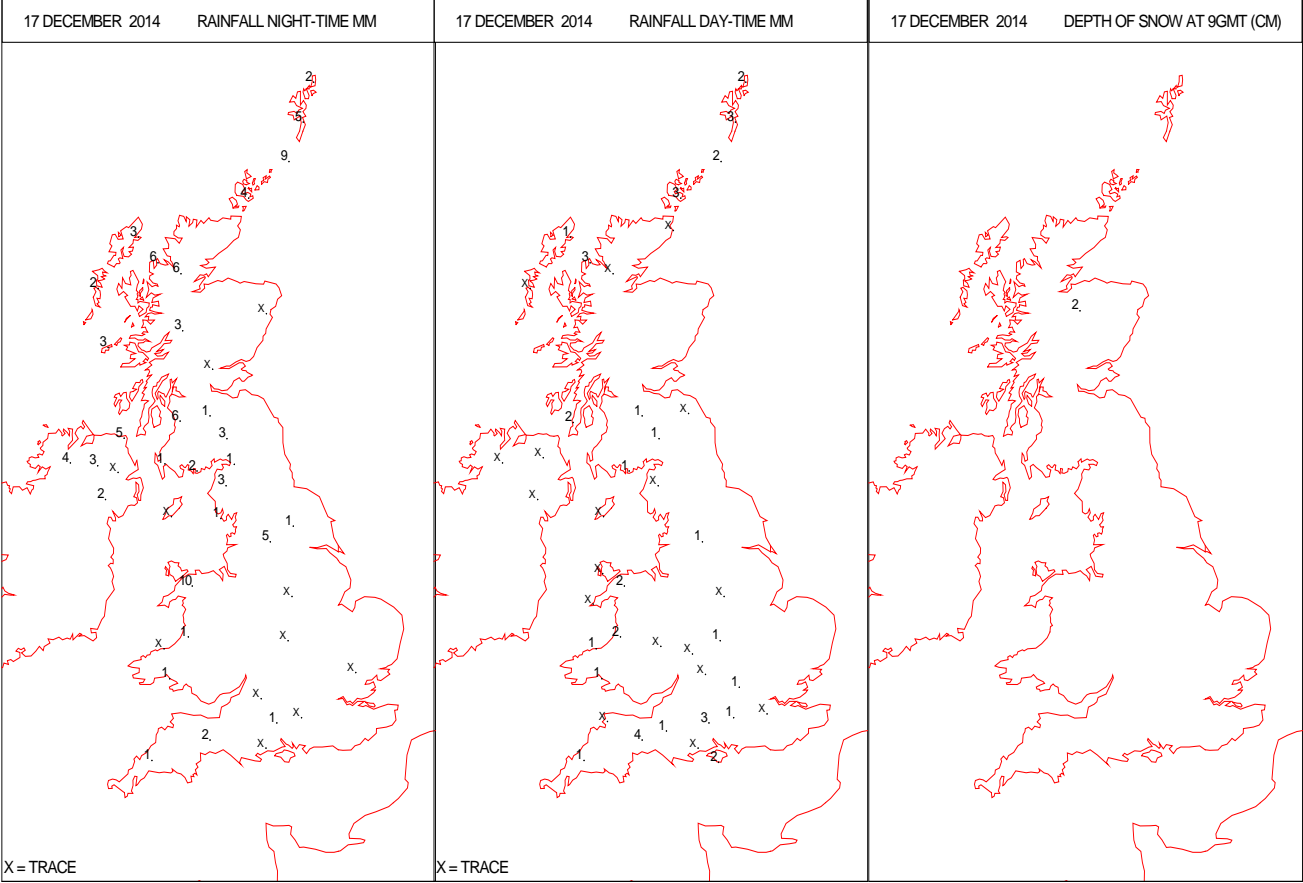 17 DECEMBER 2014 RAINFALL NIGHT-TIME MM
2.
5.
9.
4.
3.
6.
6.
2.
X.
3.
3.
X.
6.
1.
5.
3.
4.
3.
X.
1.
2.
1.
3.
2.
X.
1.
1.
5.
10.
X.
1.
X.
X.
1.
X.
X.
1.
X.
2.
X.
1.
X = TRACE
17 DECEMBER 2014 RAINFALL DAY-TIME MM
2.
3.
2.
3.
X.
1.
3.
X.
X.
2.
1.
X.
1.
X.
X.
1.
X.
X.
X.
1.
X.
2.
X.
X.
2.
1.
1.
X.
X.
1.
X.
1.
X.
3.
1.
X.
4.
1.
X.
1.
2.
X = TRACE
17 DECEMBER 2014 DEPTH OF SNOW AT 9GMT (CM)
2.